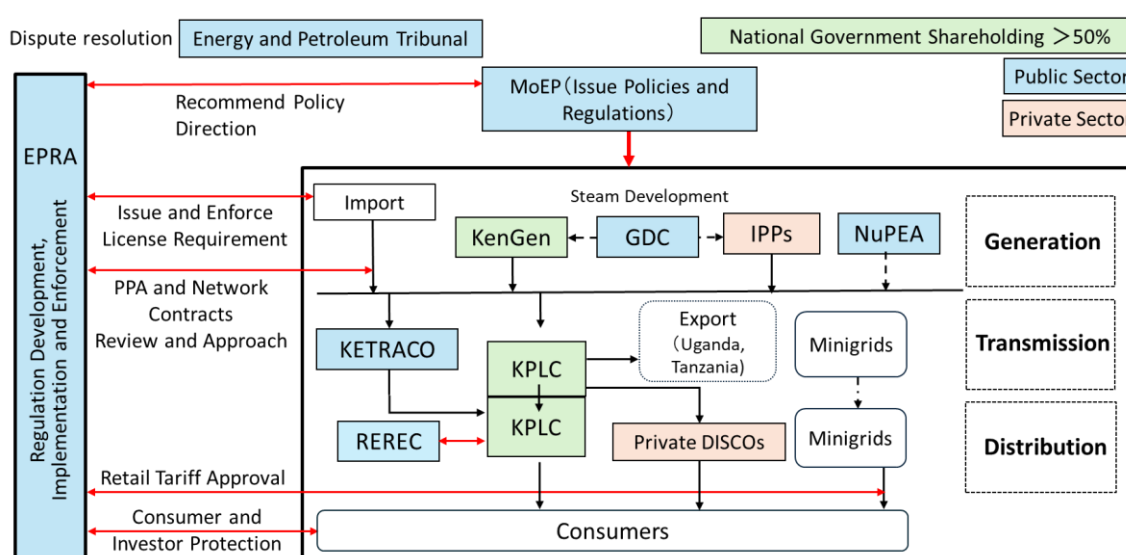 Dispute resolution
Energy and Petroleum Tribunal
National Government Shareholding ＞50%
Public Sector
Private Sector
MoEP（Issue Policies and
Regulations）
Recommend Policy
Direction
EPRA
Regulation Development,
Implementation and Enforcement
Issue and Enforce
License Requirement
PPA and Network
Contracts
Review and Approach
Retail Tariff Approval
Consumer and
Investor Protection
Import
Steam Development
KenGen
GDC
IPPs
NuPEA
Generation
KETRACO
KPLC
Export
（Uganda,
Tanzania)
Minigrids
Transmission
KPLC
REREC
Private DISCOs
Minigrids
Distribution
Consumers